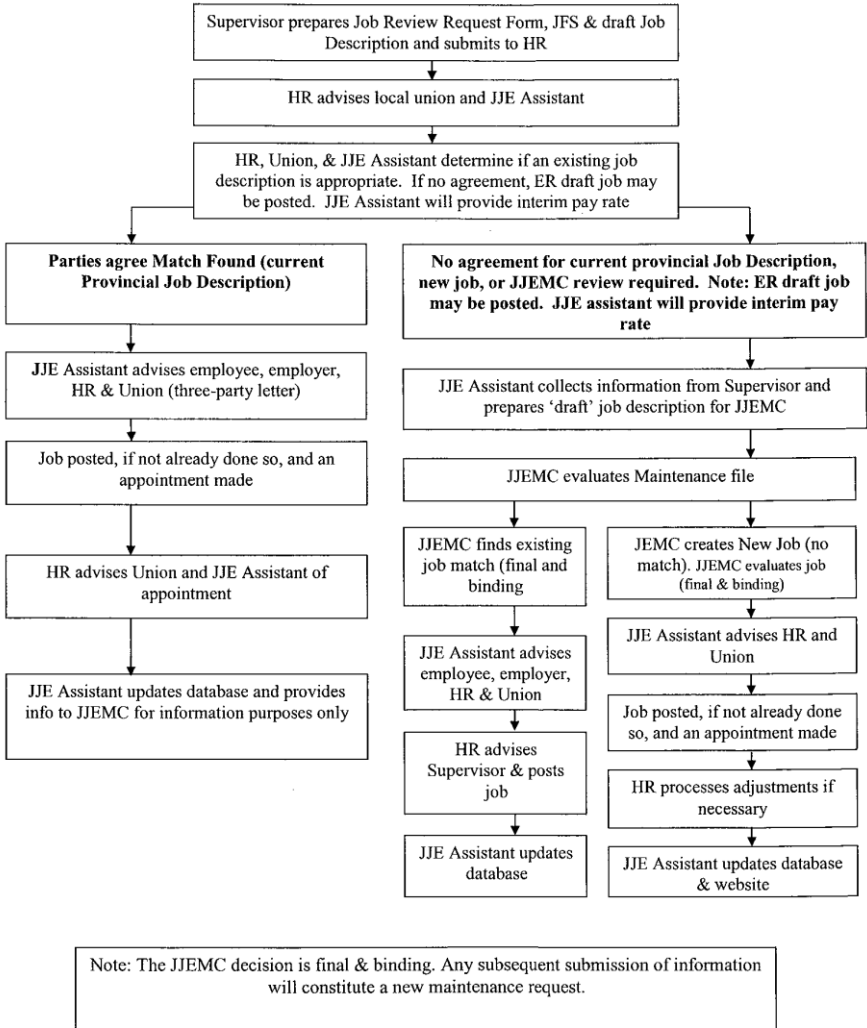 Supervisor prepares Job Review Request Form, JFS & draft Job
Description and submits to HR
HR advises local union and JJE Assistant
HR, Union, & JJE Assistant determine if an existing job
description is appropriate. If no agreement, ER draft job may
be posted. JJE Assistant will provide interim pay rate
Parties agree Match Found (current
Provincial Job Description)
JJE Assistant advises employee, employer,
HR & Union (three-party letter)
Job posted, if not already done so, and an
appointment made
HR advises Union and JJE Assistant of
appointment
JJE Assistant updates database and provides
info to JJEMC for information purposes only
No agreement for current provincial Job Description,
new job, or JJEMC review required. Note: ER draft job
may be posted. JJE assistant will provide interim pay
rate
JJE Assistant collects information from Supervisor and
prepares ‘draft’ job description for JJEMC
JJEMC evaluates Maintenance file
JJEMC finds existing
job match (final and
binding
JJE Assistant advises
employee, employer,
HR & Union
HR advises
Supervisor & posts
job
JJE Assistant updates
database
JEMC creates New Job (no
match). JJEMC evaluates job
(final & binding)
JJE Assistant advises HR and
Union
Job posted, if not already done
so, and an appointment made
HR processes adjustments if
necessary
JJE Assistant updates database
& website
Note: The JJEMC decision is final & binding. Any subsequent submission of information
will constitute a new maintenance request.